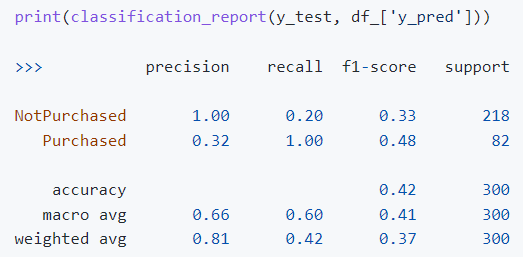 print(classification_report(y_test, df_['y_pred']))
>>> precision recall f1-score support
NotPurchased 1.00 0.20 0.33 218
Purchased 0.32 1.00 0.48 82
accuracy 0.42 300
macro avg 0.66 0.60 0.41 300
weighted avg 0.81 0.42 0.37 300